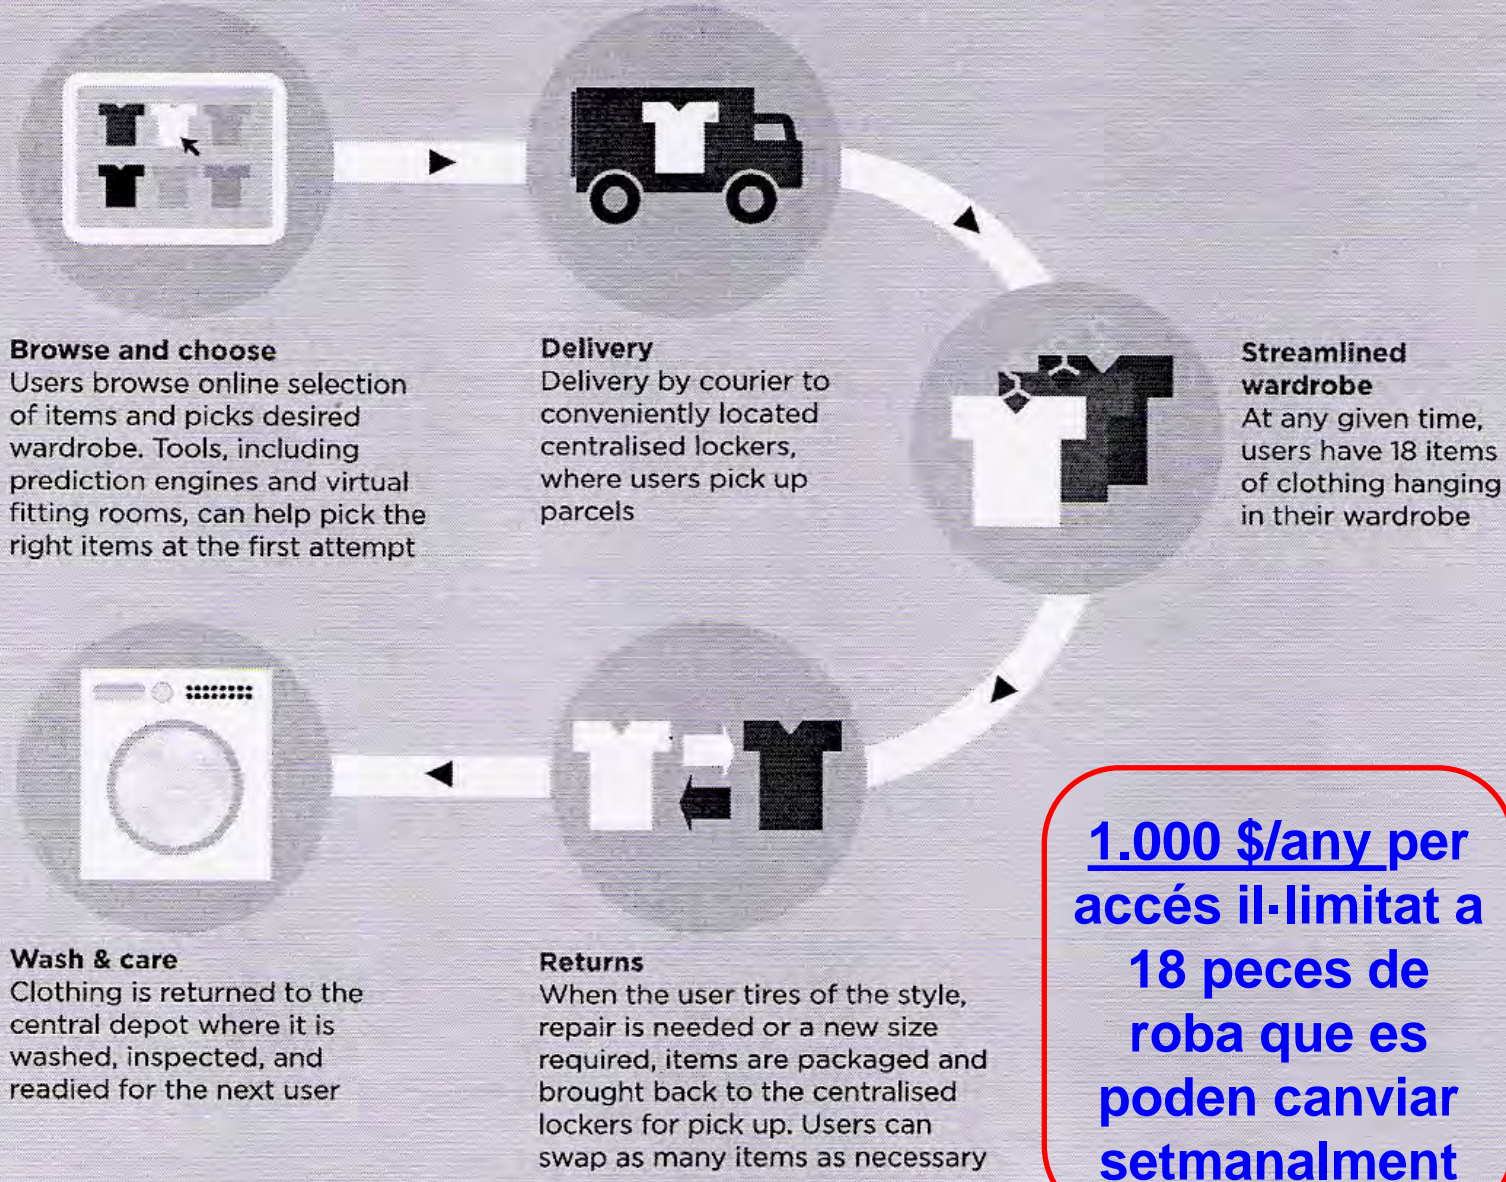 Browse and choose
Users browse online selection
of items and picks desired
wardrobe. Tools, including
prediction engines and virtual
fitting rooms, can help pick the
right items at the first attempt
Delivery
Delivery by courier to
conveniently located
centralised lockers,
where users pick up
parcels
Streamlined
wardrobe
At any given time,
users have 18 items
of clothing hanging
in their wardrobe
Wash & care
Clothing is returned to the
central depot where it is
washed, inspected, and
readied for the next user
Returns
When the user tires of the style,
repair is needed or a new size
required, items are packaged and
brought back to the centralised
lockers for pick up. Users can
swap as many items as necessary
1.000 $/any per
accés il·limitat a
18 peces de
roba que es
poden canviar
setmanalment